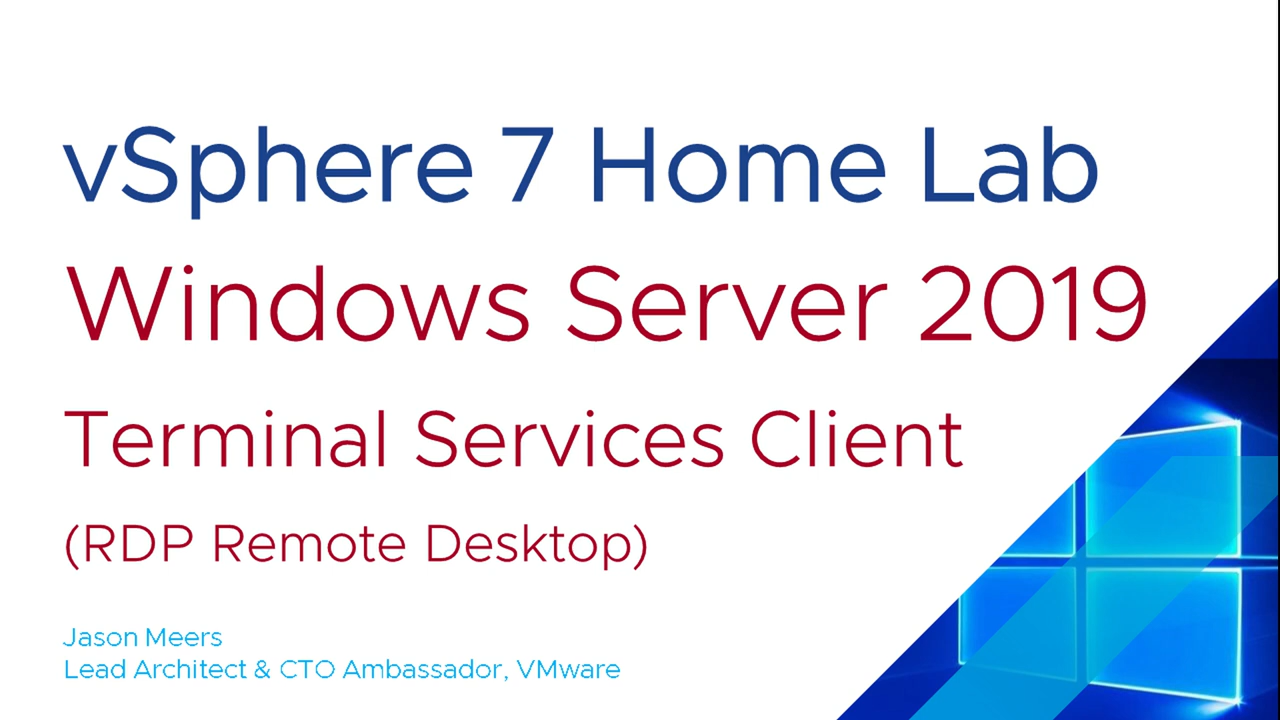 vSphere 7 Home Lab
Windows Server 2019
Terminal Services Client
(RDP Remote Desktop)
Jason Meers
Lead Architect & CTO Ambassador, VMware